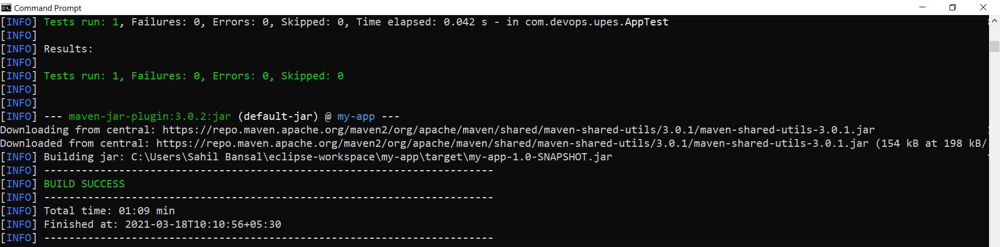 Command Prompt
[INFO] Tests run: 1, Failures: 0, Errors: 0, Skipped: 0, Time elapsed: 0.042 s - in com.devops.upes.AppTest
[INFO]
[INFO] Results:
[INFO]
[INFO] Tests run: 1, Failures: 0, Errors: 0, Skipped: 0
[INFO]
[INFO]
[INFO] --- maven-jar-plugin:3.0.2:jar (default-jar) @ my-app ---
Downloading from central: https://repo.maven.apache.org/maven2/org/apache/maven/shared/maven-shared-utils/3.0.1/maven-shared-utils-3.0.1.jar
Downloaded from central: https://repo.maven.apache.org/maven2/org/apache/maven/shared/maven-shared-utils/3.0.1/maven-shared-utils-3.0.1.jar (154 kB at 198 kB/
[INFO] Building jar: C:\Users\Sahil Bansal\eclipse-workspace\my-app\target\my-app-1.0-SNAPSHOT.jar
[INFO] ------------------------------------------------------------------------
[INFO] BUILD SUCCESS
[INFO] ------------------------------------------------------------------------
[INFO] Total time: 01:09 min
[INFO] Finished at: 2021-03-18T10:10:56+05:30
[INFO] ------------------------------------------------------------------------